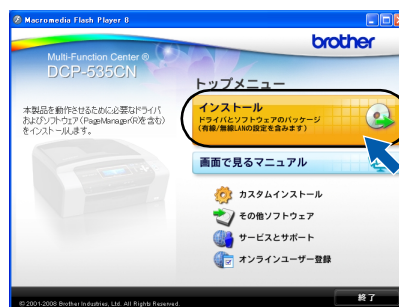 Macromedia Flash Player 8
brother
Multi-Function Center ®
DCP-535CN
トップメニュー
本製品を動作させるために必要なドライバ
およびソフトウェア(PageManager(R)を含む)
をインストールします。
インストール
ドライバとソフトウェアのパッケージ
(有線/無線LANの設定を含みます)
画面で見るマニュアル
カスタムインストール
その他ソフトウェア
サービスとサポート
オンラインユーザー登録
© 2001-2008 Brother Industries, Ltd. All Rights Reserved.
終了